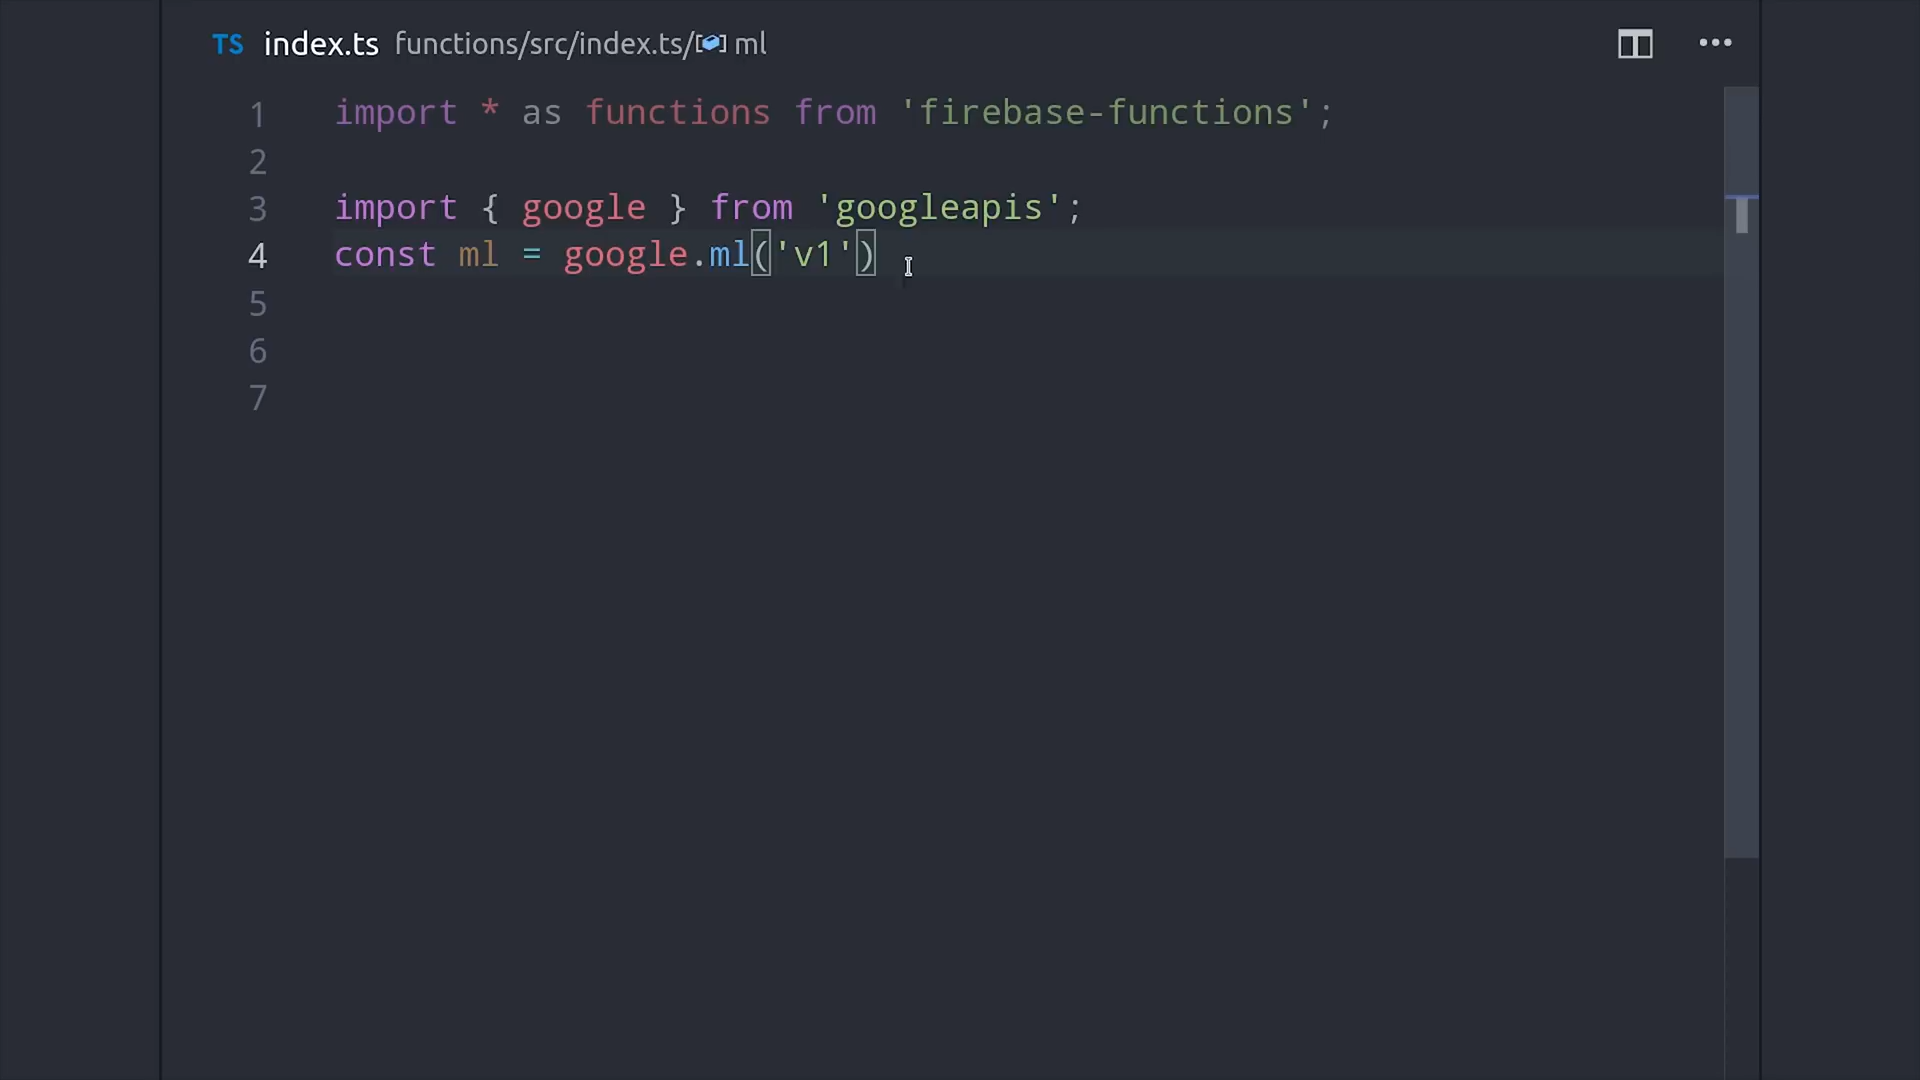 TS index.ts functions/src/index.ts/ ml
1 import * as functions from 'firebase-functions';
2
3 import { google } from 'googleapis';
4 const ml = google.ml('v1')
5
6
7